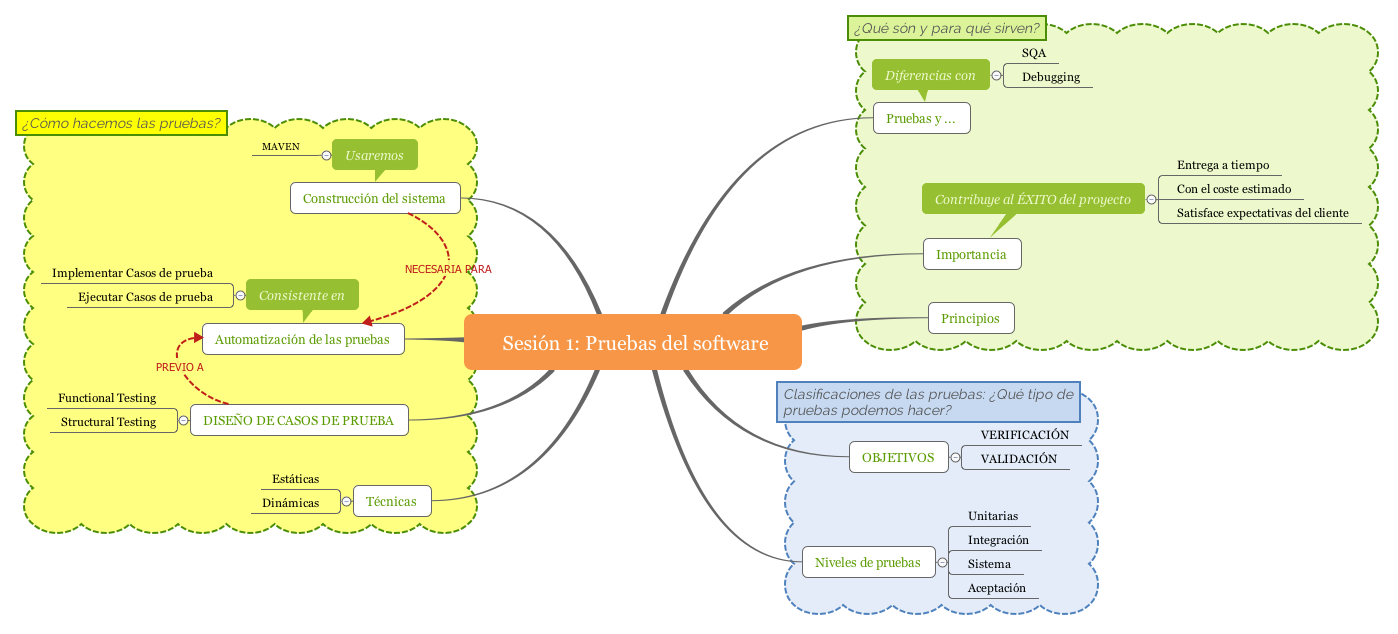 ¿Qué són y para qué sirven?
SQA
Diferencias con
Debugging
Pruebas y ...
Entrega a tiempo
Con el coste estimado
Contribuye al ÉXITO del proyecto
Satisface expectativas del cliente
Importancia
Principios
¿Cómo hacemos las pruebas?
MAVEN
Usaremos
Construcción del sistema
NECESARIA PARA
Implementar Casos de prueba
Ejecutar Casos de prueba
Consistente en
Automatización de las pruebas
PREVIO A
Functional Testing
Structural Testing
DISEÑO DE CASOS DE PRUEBA
Estáticas
Dinámicas
Técnicas
Sesión 1: Pruebas del software
Clasificaciones de las pruebas: ¿Qué tipo de
pruebas podemos hacer?
VERIFICACIÓN
OBJETIVOS
VALIDACIÓN
Unitarias
Integración
Niveles de pruebas
Sistema
Aceptación